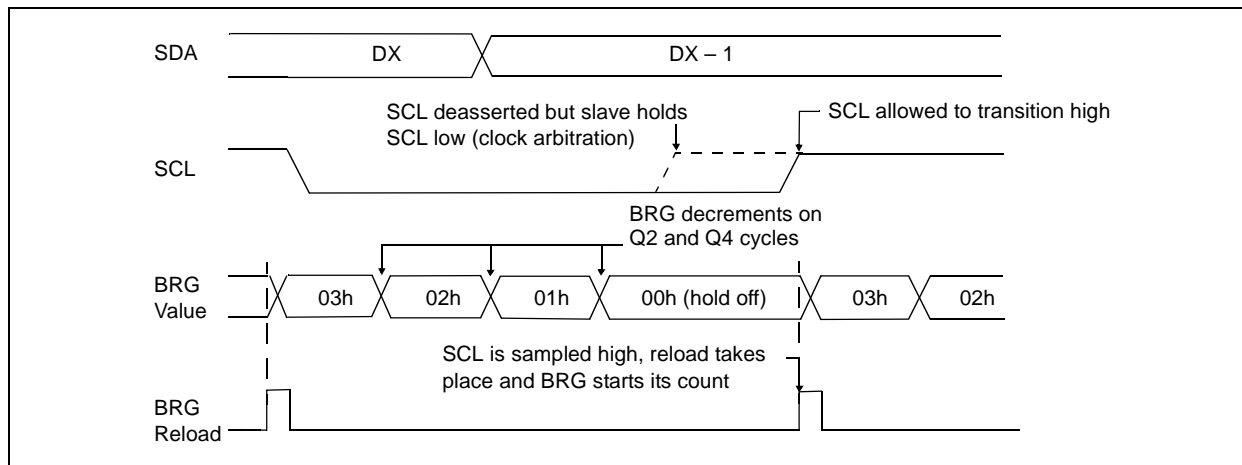 SDA
DX
DX – 1
SCL deasserted but slave holds
SCL low (clock arbitration)
SCL allowed to transition high
SCL
BRG decrements on
Q2 and Q4 cycles
BRG
Value
03h
02h
01h
00h (hold off)
03h
02h
SCL is sampled high, reload takes
place and BRG starts its count
BRG
Reload